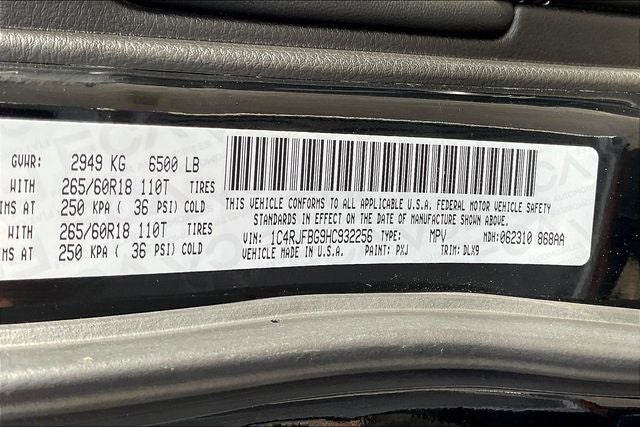 GVWR: 2949 KG 6500 LB
WITH 265/60R18 110T TIRES
IMS AT 250 KPA ( 36 PSI) COLD
WITH 265/60R18 110T TIRES
IMS AT 250 KPA ( 36 PSI) COLD
THIS VEHICLE CONFORMS TO ALL APPLICABLE U.S.A. FEDERAL MOTOR VEHICLE SAFETY
STANDARDS IN EFFECT ON THE DATE OF MANUFACTURE SHOWN ABOVE.
VIN: 1C4RJFBG9HC932256 TYPE: MPV MDH:062310 868AA
VEHICLE MADE IN U.S.A. PAINT: PXJ TRIM: DLX9